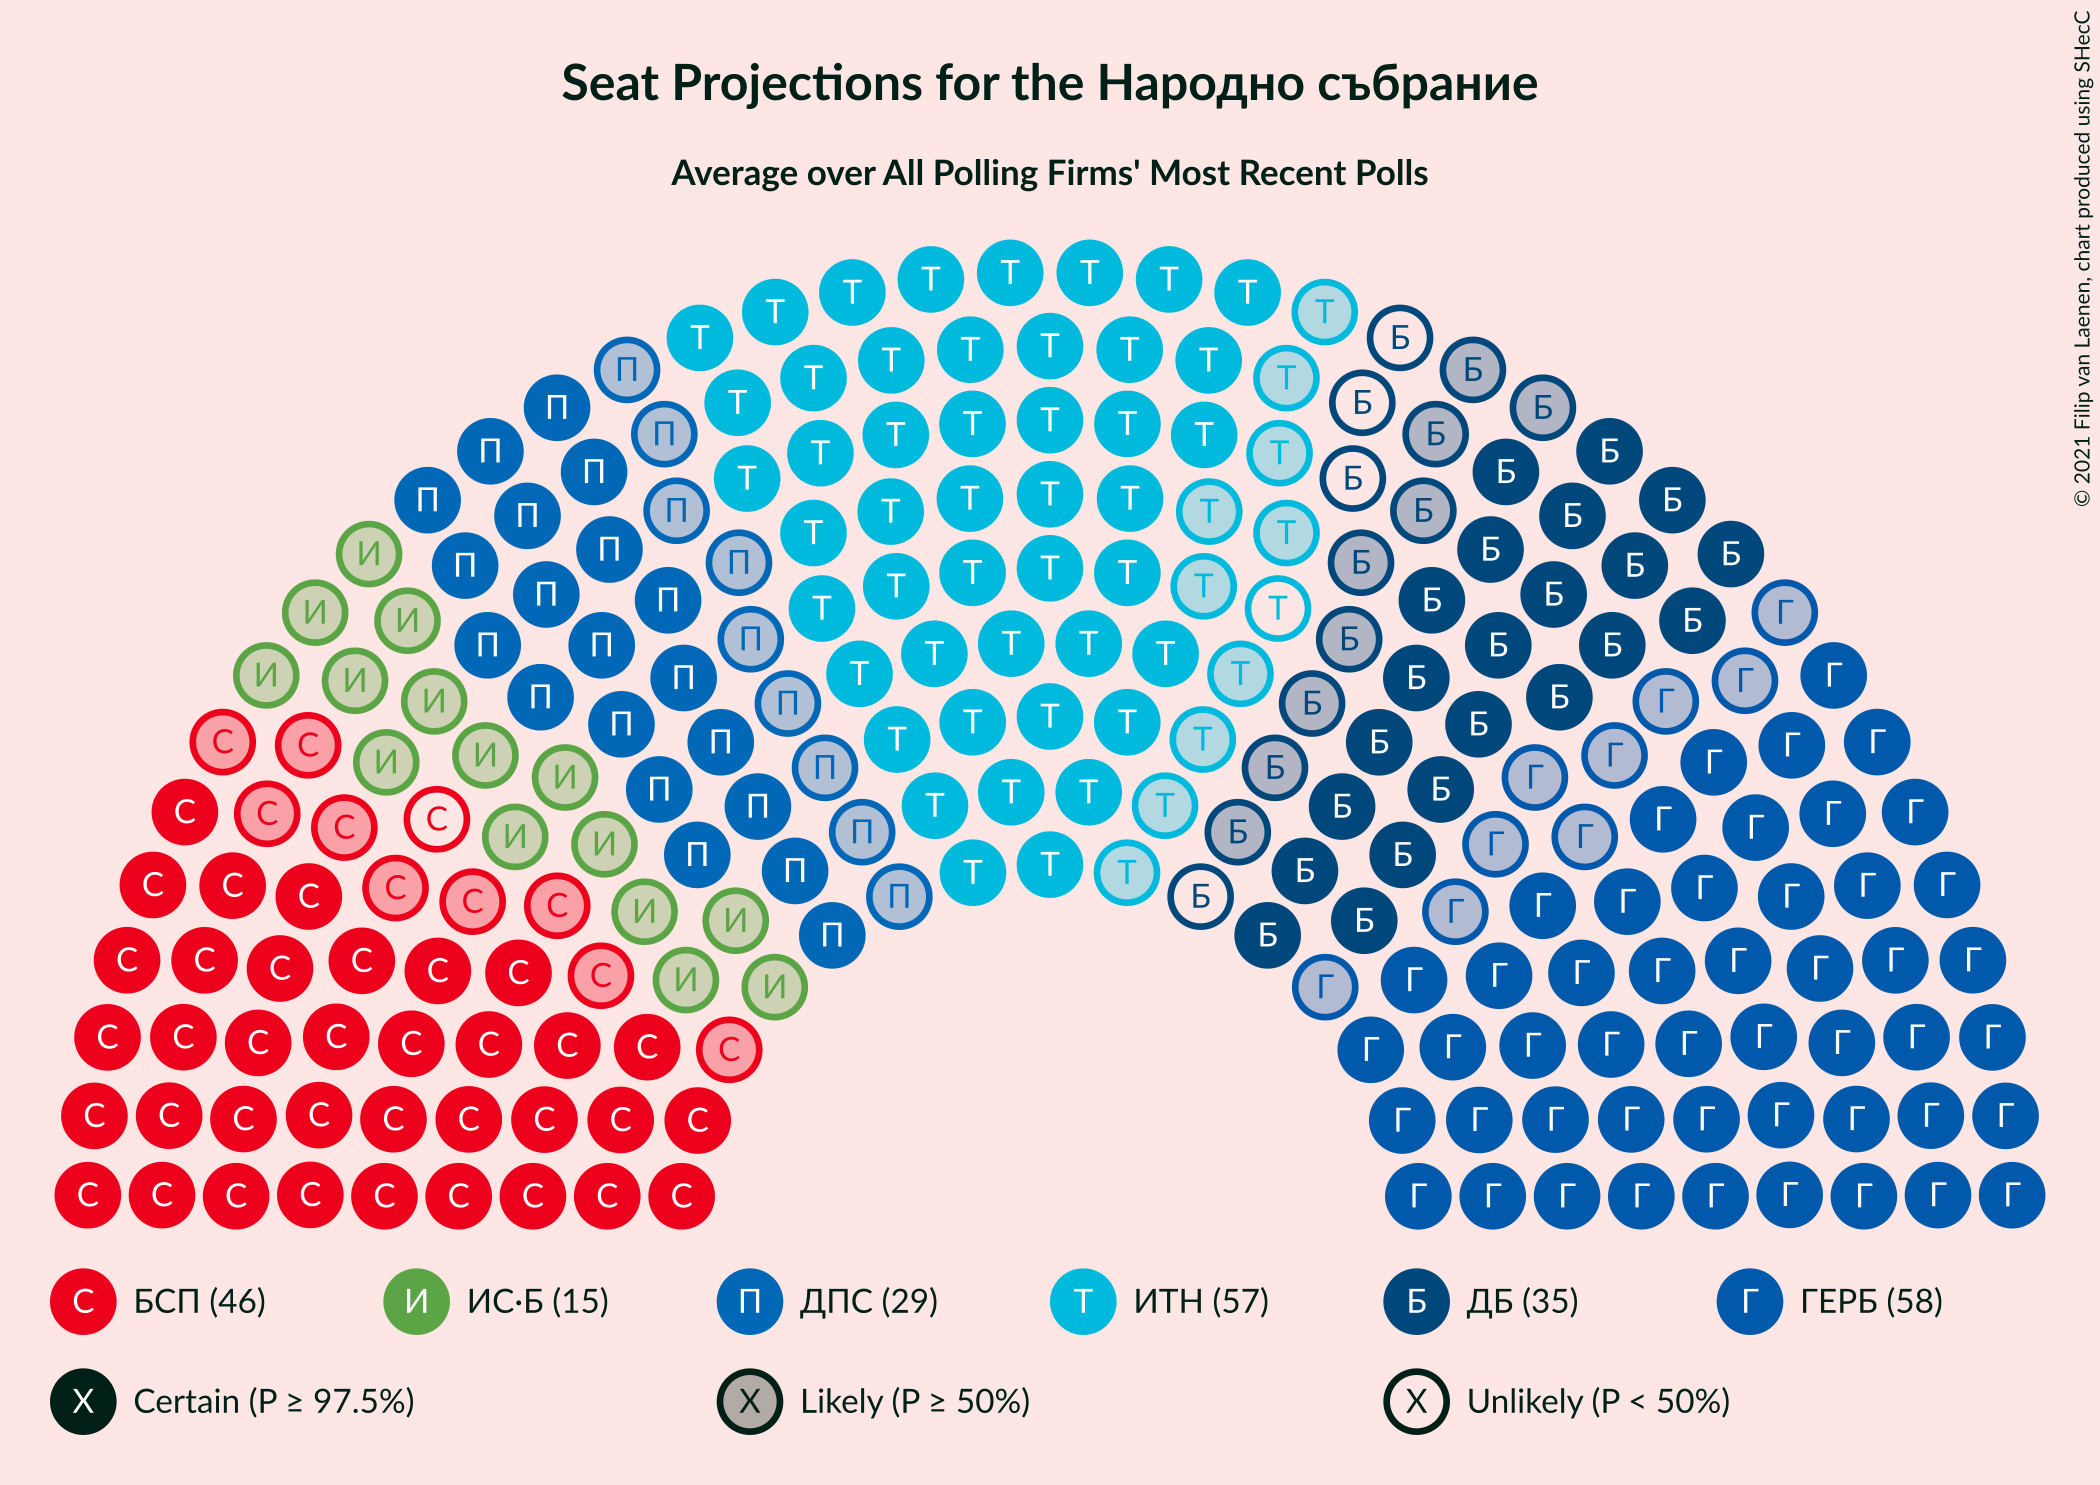 Seat Projections for the Народно събрание
Average over All Polling Firms' Most Recent Polls
© 2021 Filip van Laenen, chart produced using SHecC
С БСП (46) И ИС·Б (15) П ДПС (29) Т ИТН (57) Б ДБ (35) Г ГЕРБ (58)
X Certain (P ≥ 97.5%) X Likely (P ≥ 50%) X Unlikely (P < 50%)